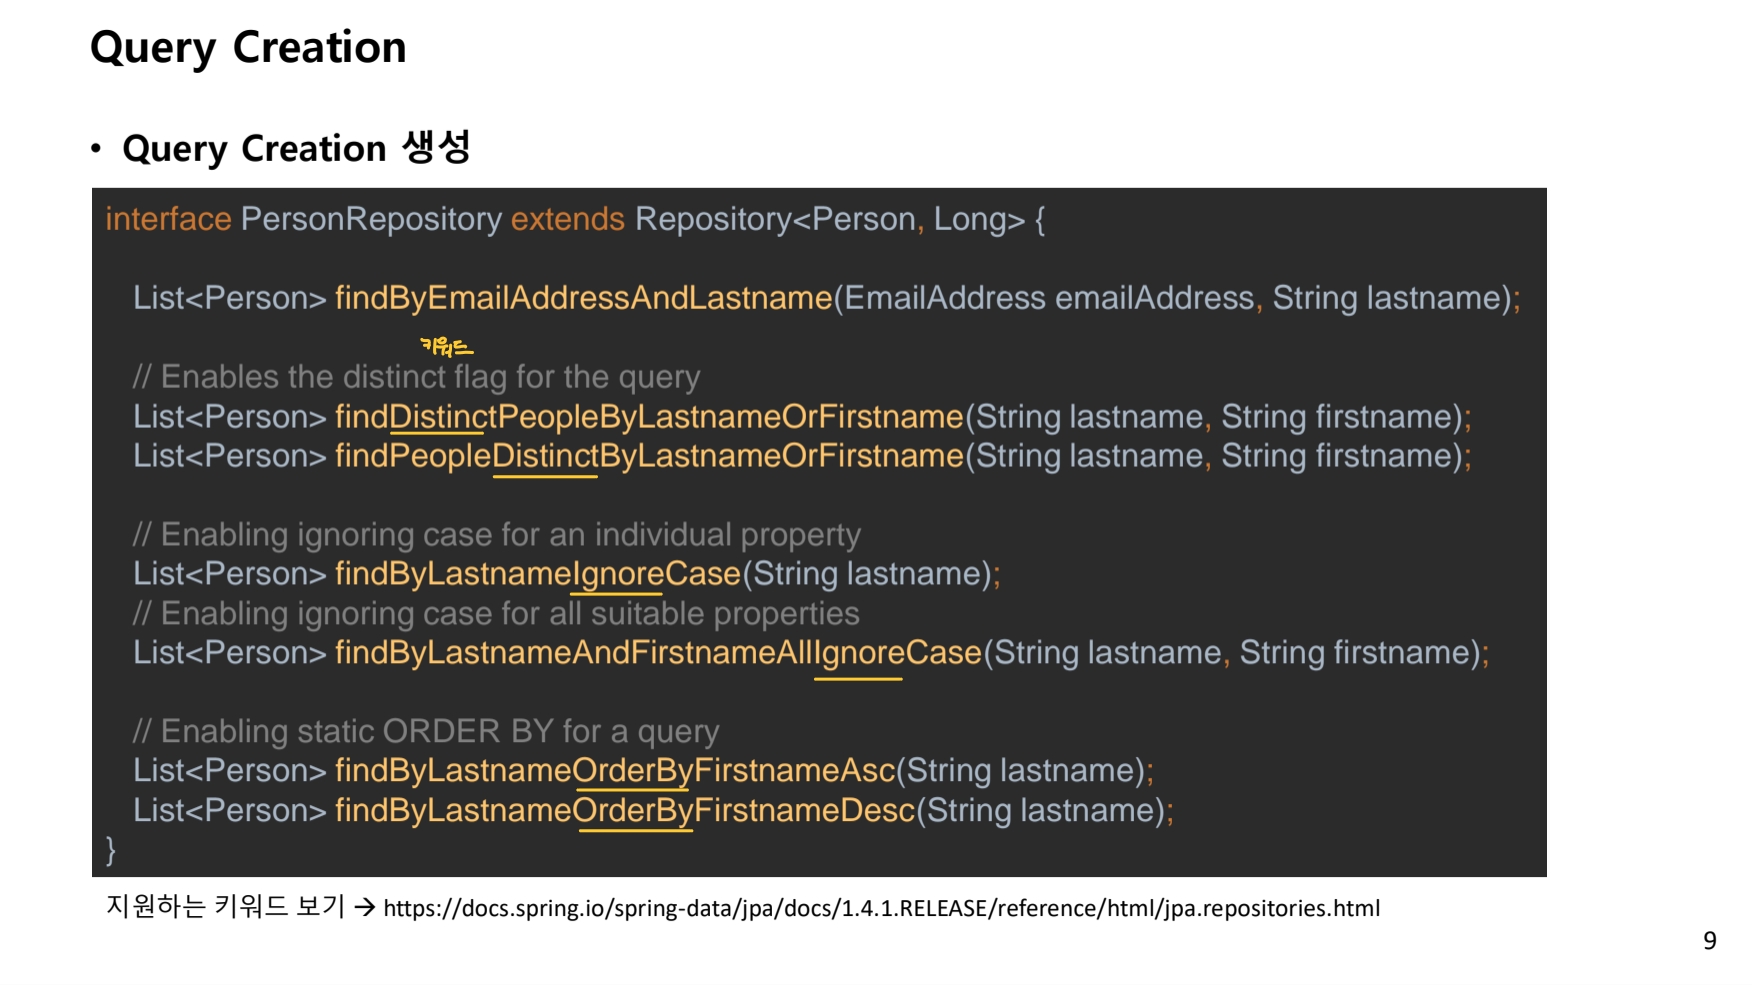 Query Creation
• Query Creation 생성
interface PersonRepository extends Repository<Person, Long> {
List<Person> findByEmailAddressAndLastname(EmailAddress emailAddress, String lastname);
키워드
// Enables the distinct flag for the query
List<Person> findDistinctPeopleByLastnameOrFirstname(String lastname, String firstname);
List<Person> findPeopleDistinctByLastnameOrFirstname(String lastname, String firstname);
// Enabling ignoring case for an individual property
List<Person> findByLastnameIgnoreCase(String lastname);
// Enabling ignoring case for all suitable properties
List<Person> findByLastnameAndFirstnameAllIgnoreCase(String lastname, String firstname);
// Enabling static ORDER BY for a query
List<Person> findByLastnameOrderByFirstnameAsc(String lastname);
List<Person> findByLastnameOrderByFirstnameDesc(String lastname);
}
지원하는 키워드 보기 → https://docs.spring.io/spring-data/jpa/docs/1.4.1.RELEASE/reference/html/jpa.repositories.html
9